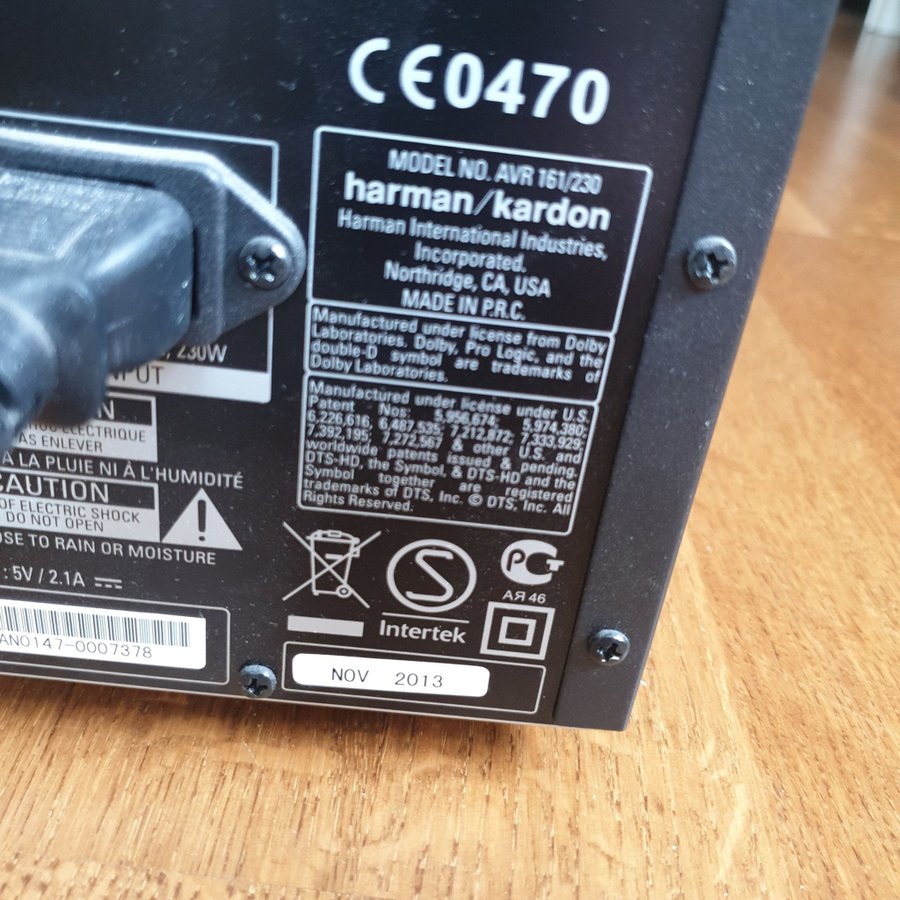 CE0470
MODEL NO. AVR 161/230
harman/kardon
Harman International Industries,
Incorporated.
Northridge, CA, USA
MADE IN P.R.C.
Manufactured under license from Dolby
Laboratories. Dolby, Pro Logic, and the
double-D symbol are trademarks of
Dolby Laboratories.
Manufactured under license under U.S.
Patent Nos: 5,956,674; 5,974,380;
6,226,616; 6,487,535; 7,212,872; 7,333,929;
7,392,195; 7,272,567 & other U.S. and
worldwide patents issued & pending.
DTS-HD, the Symbol, & DTS-HD and the
Symbol together are registered
trademarks of DTS, Inc. © DTS, Inc. All
Rights Reserved.
230W
ÉLECTRIQUE
AS ENLEVER
A LA PLUIE NI À L'HUMIDITÉ
CAUTION
OF ELECTRIC SHOCK
DO NOT OPEN
TO RAIN OR MOISTURE
: 5V / 2.1A
AN0147-0007378
S
Intertek
РСТ
АЯ 46
NOV 2013